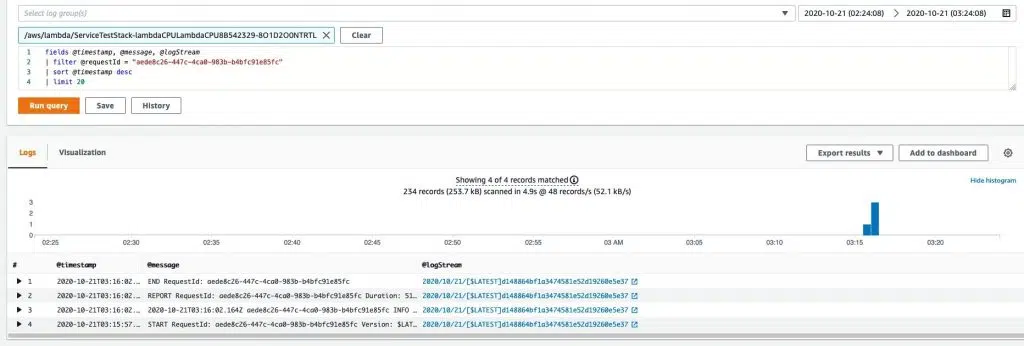 Select log group(s)
2020-10-21 (02:24:08) > 2020-10-21 (03:24:08)
/aws/lambda/ServiceTestStack-lambdaCPULambdaCPU8B542329-8O1D2O0NTRTL X Clear
1 fields @timestamp, @message, @logStream
2 | filter @requestId = "aede8c26-447c-4ca0-983b-b4bfc91e85fc"
3 | sort @timestamp desc
4 | limit 20
Run query Save History
Logs Visualization Export results Add to dashboard
Showing 4 of 4 records matched
234 records (253.7 kB) scanned in 4.9s @ 48 records/s (52.1 kB/s)
Hide histogram
3
2
1
0
02:25 02:30 02:35 02:40 02:45 02:50 02:55 03 AM 03:05 03:10 03:15 03:20
# @timestamp @message @logStream
1 2020-10-21T03:16:02... END RequestId: aede8c26-447c-4ca0-983b-b4bfc91e85fc 2020/10/21/[$LATEST]d148864bf1a3474581e52d19260e5e37
2 2020-10-21T03:16:02... REPORT RequestId: aede8c26-447c-4ca0-983b-b4bfc91e85fc Duration: 51... 2020/10/21/[$LATEST]d148864bf1a3474581e52d19260e5e37
3 2020-10-21T03:16:02... 2020-10-21T03:16:02.164Z aede8c26-447c-4ca0-983b-b4bfc91e85fc INFO ... 2020/10/21/[$LATEST]d148864bf1a3474581e52d19260e5e37
4 2020-10-21T03:15:57... START RequestId: aede8c26-447c-4ca0-983b-b4bfc91e85fc Version: $LAT... 2020/10/21/[$LATEST]d148864bf1a3474581e52d19260e5e37